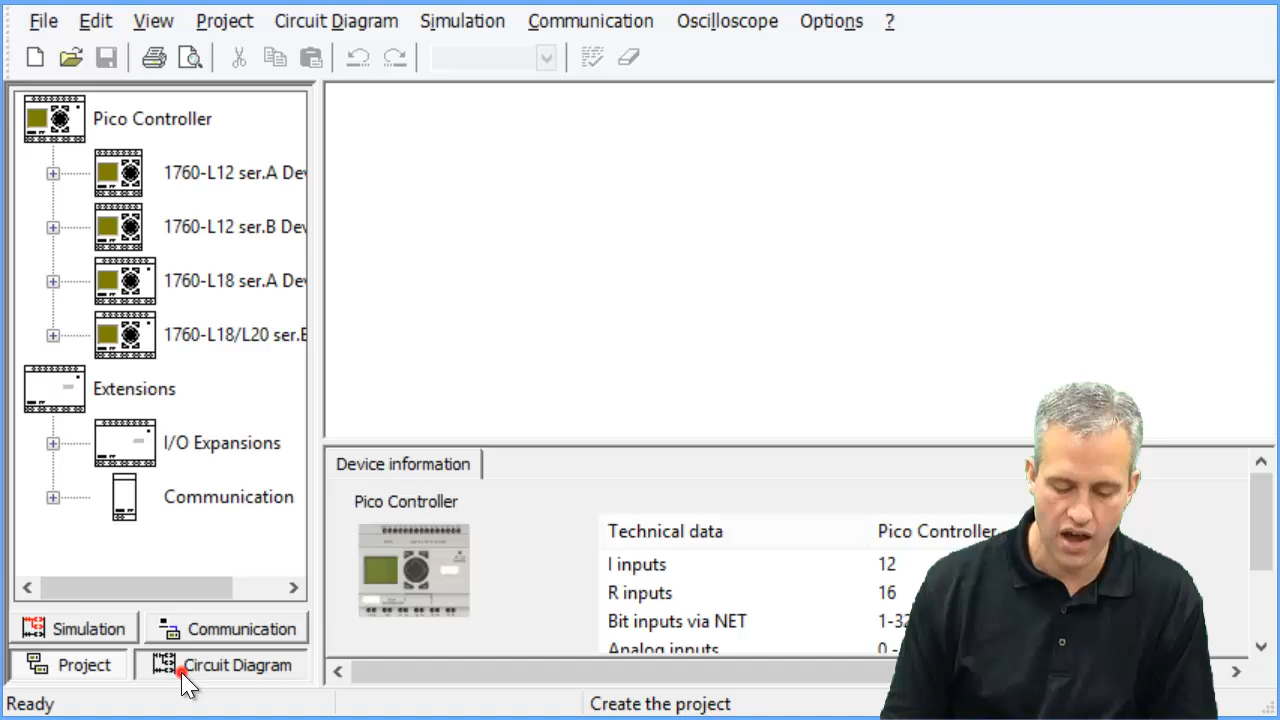 File Edit View Project Circuit Diagram Simulation Communication Oscilloscope Options ?
Pico Controller
1760-L12 ser.A Dev
1760-L12 ser.B Dev
1760-L18 ser.A Dev
1760-L18/L20 ser.B
Extensions
I/O Expansions
Communication
Simulation Communication
Project Circuit Diagram
Device information
Pico Controller
Technical data Pico Controller
I inputs 12
R inputs 16
Bit inputs via NET 1-32
Analog inputs 0 -
Ready Create the project